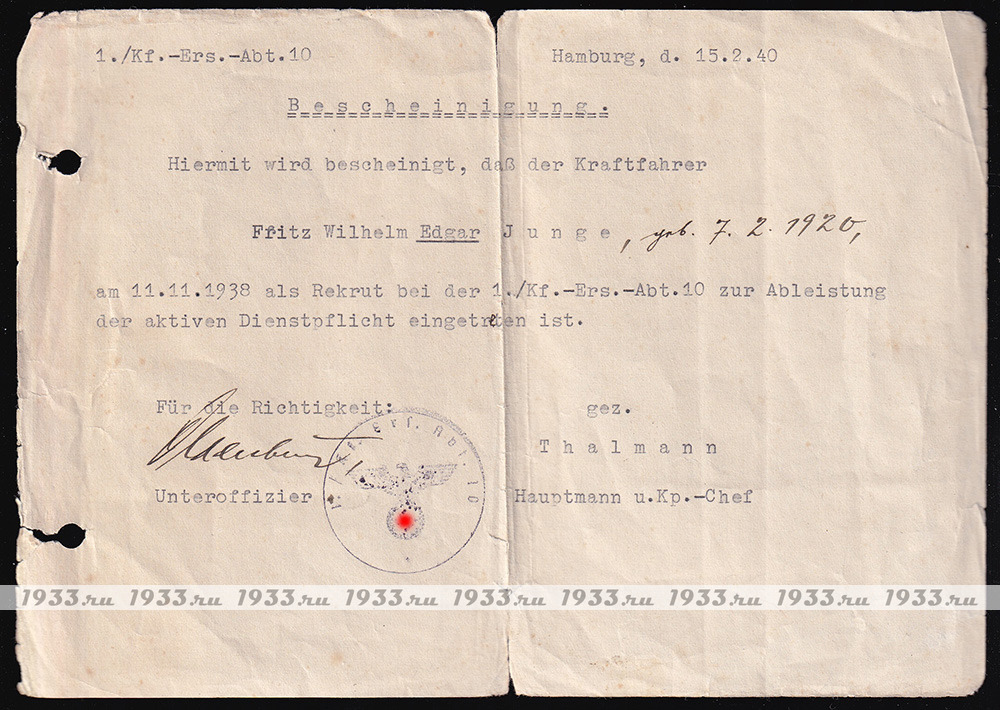 1./Kf.-Ers.-Abt.10 Hamburg, d. 15.2.40
Bescheinigung.
Hiermit wird bescheinigt, daß der Kraftfahrer
Fritz Wilhelm Edgar Junge, geb. 7. 2. 1920,
am 11.11.1938 als Rekrut bei der 1./Kf.-Ers.-Abt.10 zur Ableistung
der aktiven Dienstpflicht eingetreten ist.
Für die Richtigkeit: gez.
Thalmann
Unteroffizier Hauptmann u.Kp.-Chef
Ers. Abt. 10
1933.ru 1933.ru 1933.ru 1933.ru 1933.ru 1933.ru 1933.ru 1933.ru 1933.ru